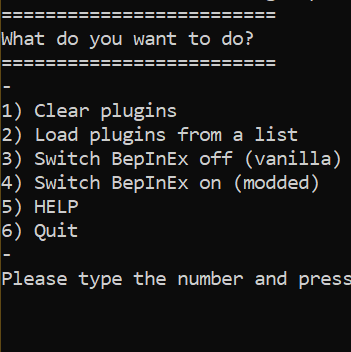 =========================
What do you want to do?
=========================
-
1) Clear plugins
2) Load plugins from a list
3) Switch BepInEx off (vanilla)
4) Switch BepInEx on (modded)
5) HELP
6) Quit
-
Please type the number and press